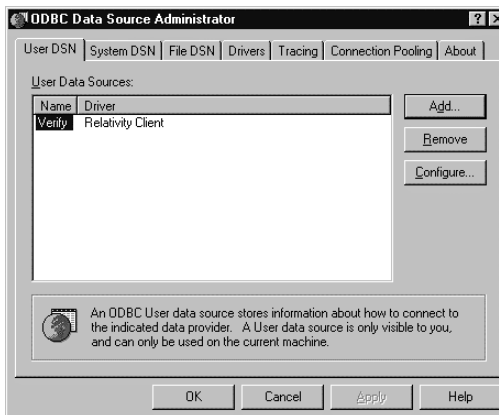 ODBC Data Source Administrator
User DSN System DSN File DSN Drivers Tracing Connection Pooling About
User Data Sources:
Name Driver
Verify Relativity Client
Add...
Remove
Configure...
An ODBC User data source stores information about how to connect to
the indicated data provider. A User data source is only visible to you,
and can only be used on the current machine.
OK Cancel Apply Help